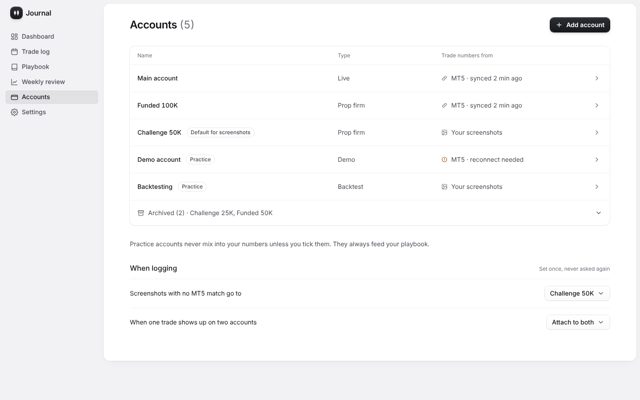 Journal
Dashboard
Trade log
Playbook
Weekly review
Accounts
Settings
Accounts (5)
+ Add account
Name Type Trade numbers from
Main account Live MT5 · synced 2 min ago
Funded 100K Prop firm MT5 · synced 2 min ago
Challenge 50K Default for screenshots Prop firm Your screenshots
Demo account Practice Demo MT5 · reconnect needed
Backtesting Practice Backtest Your screenshots
Archived (2) · Challenge 25K, Funded 50K
Practice accounts never mix into your numbers unless you tick them. They always feed your playbook.
When logging Set once, never asked again
Screenshots with no MT5 match go to Challenge 50K
When one trade shows up on two accounts Attach to both